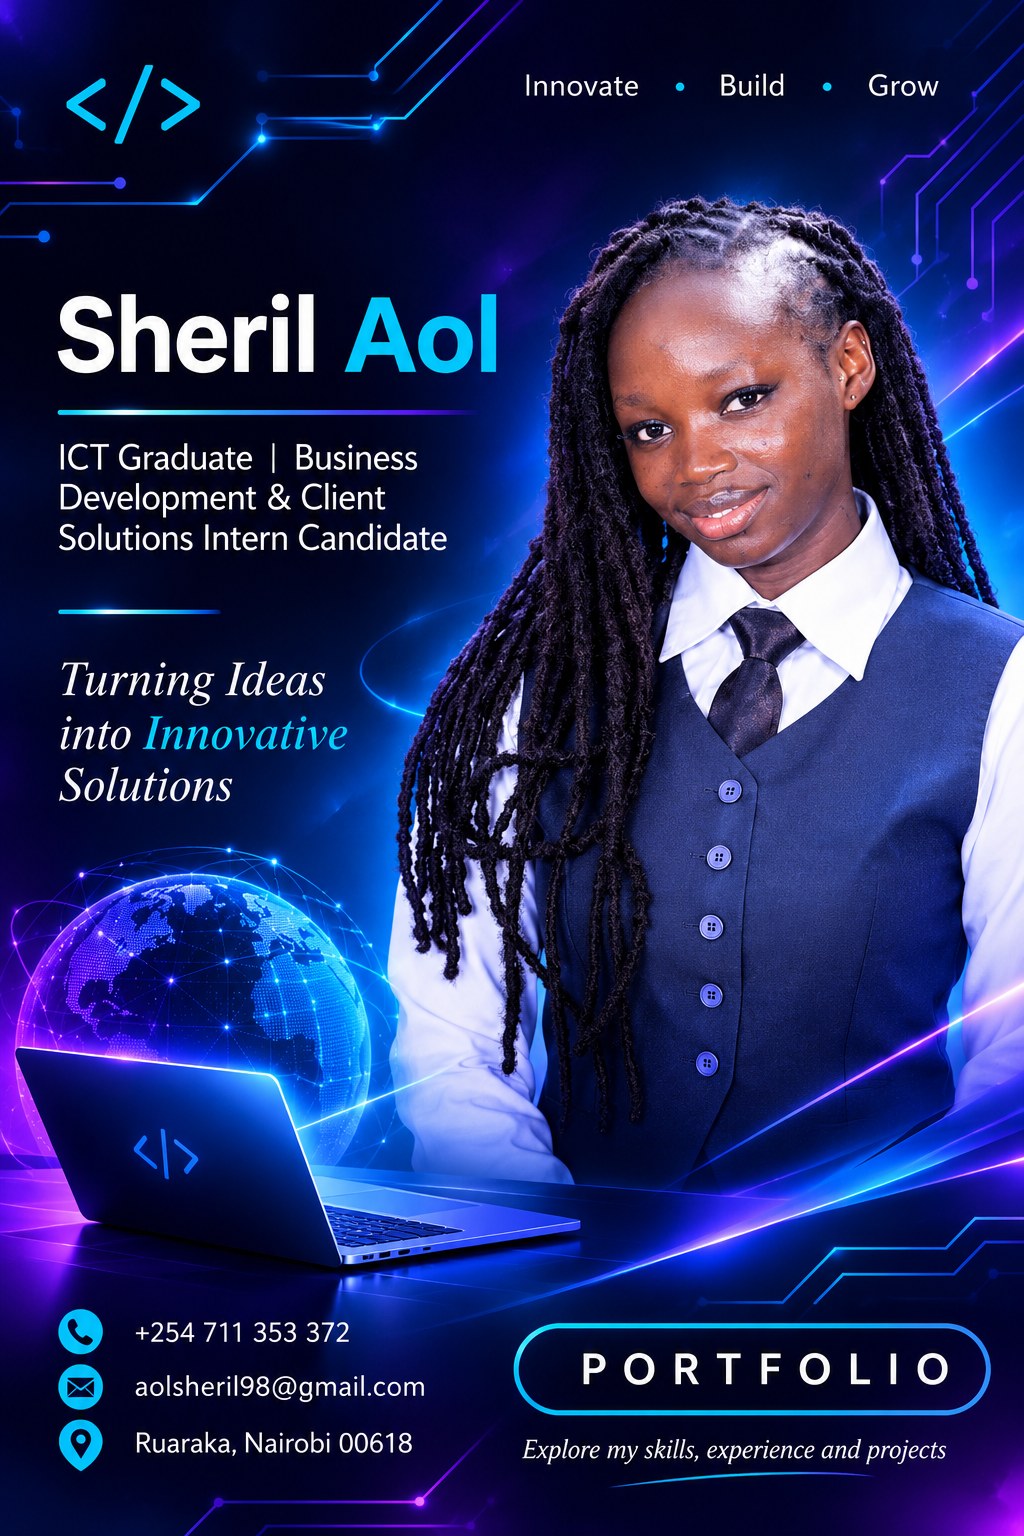 </>
Innovate • Build • Grow
Sheril Aol
ICT Graduate | Business
Development & Client
Solutions Intern Candidate
Turning Ideas
into Innovative
Solutions
</>
+254 711 353 372
aolsheril98@gmail.com
Ruaraka, Nairobi 00618
PORTFOLIO
Explore my skills, experience and projects